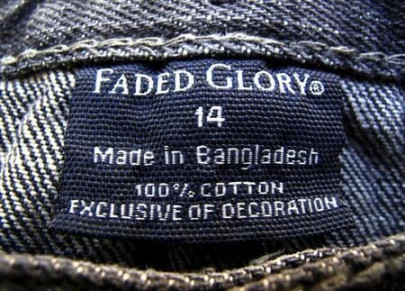 FADED GLORY®
14
Made in Bangladesh
100% COTTON
EXCLUSIVE OF DECORATION